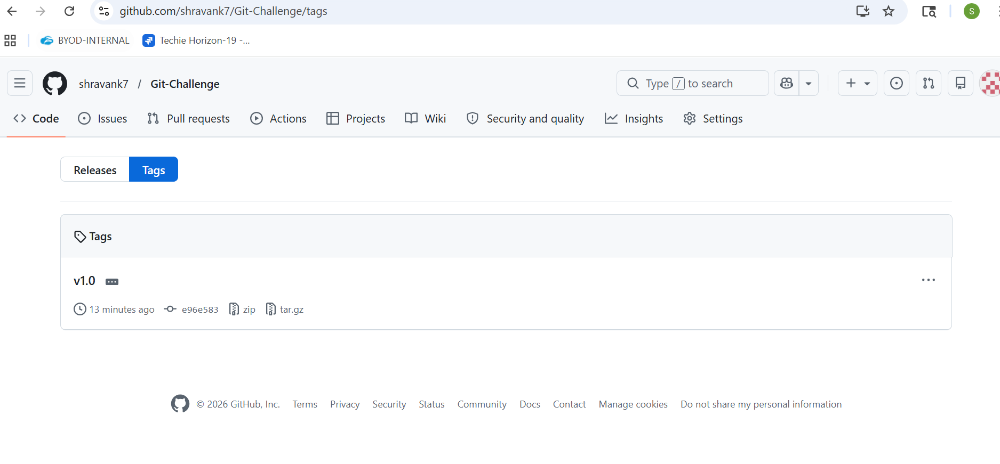 github.com/shravank7/Git-Challenge/tags
S
BYOD-INTERNAL
Techie Horizon-19 -...
shravank7 / Git-Challenge
Type / to search
Code
Issues
Pull requests
Actions
Projects
Wiki
Security and quality
Insights
Settings
Releases
Tags
Tags
v1.0
13 minutes ago
e96e583
zip
tar.gz
© 2026 GitHub, Inc.
Terms
Privacy
Security
Status
Community
Docs
Contact
Manage cookies
Do not share my personal information